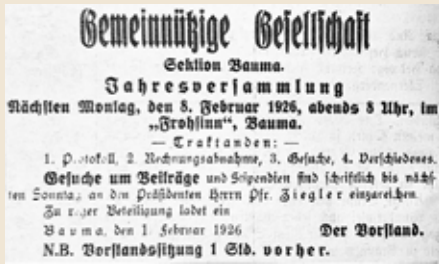 Gemeinnützige Gesellschaft
Sektion Bauma.
Jahresversammlung
Nächsten Montag, den 8. Februar 1926, abends 8 Uhr, im
„Frohsinn“, Bauma.
— Traktanden: —
1. Protokoll, 2. Rechnungsabnahme, 3. Gesuche, 4. Verschiedenes.
Gesuche um Beiträge und Stipendien sind schriftlich bis nächs-
ten Sonntag an den Präsidenten Herrn Pfr. Ziegler einzureichen.
Zu reger Beteiligung ladet ein
Bauma, den 1. Februar 1926 Der Vorstand.
N.B. Vorstandssitzung 1 Std. vorher.